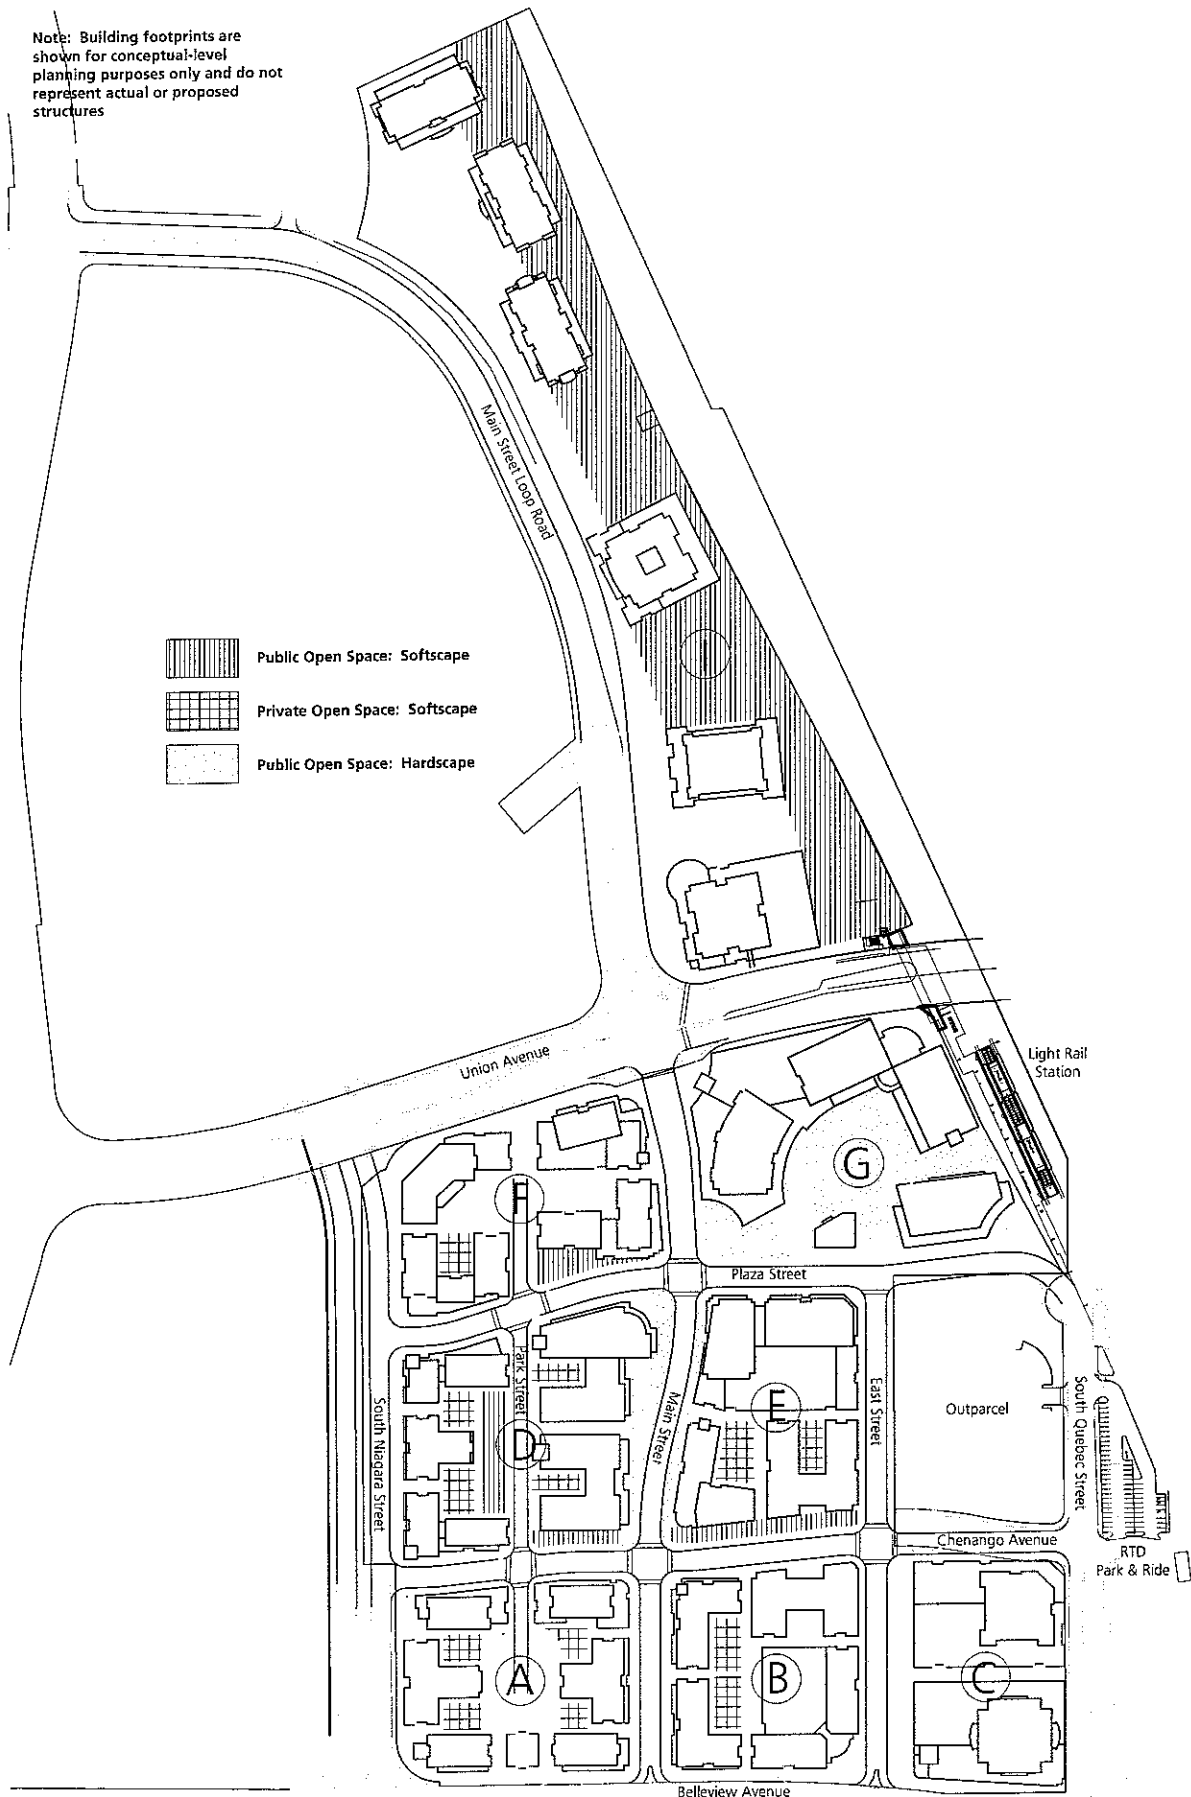 Note: Building footprints are
shown for conceptual-level
planning purposes only and do not
represent actual or proposed
structures
Main Street Loop Road
Public Open Space: Softscape
Private Open Space: Softscape
Public Open Space: Hardscape
Union Avenue
Light Rail
Station
G
F
Plaza Street
Park Street
South Niagara Street
D
Main Street
E
East Street
Outparcel
South Quebec Street
Chenango Avenue
RTD
Park & Ride
A
B
C
Belleview Avenue